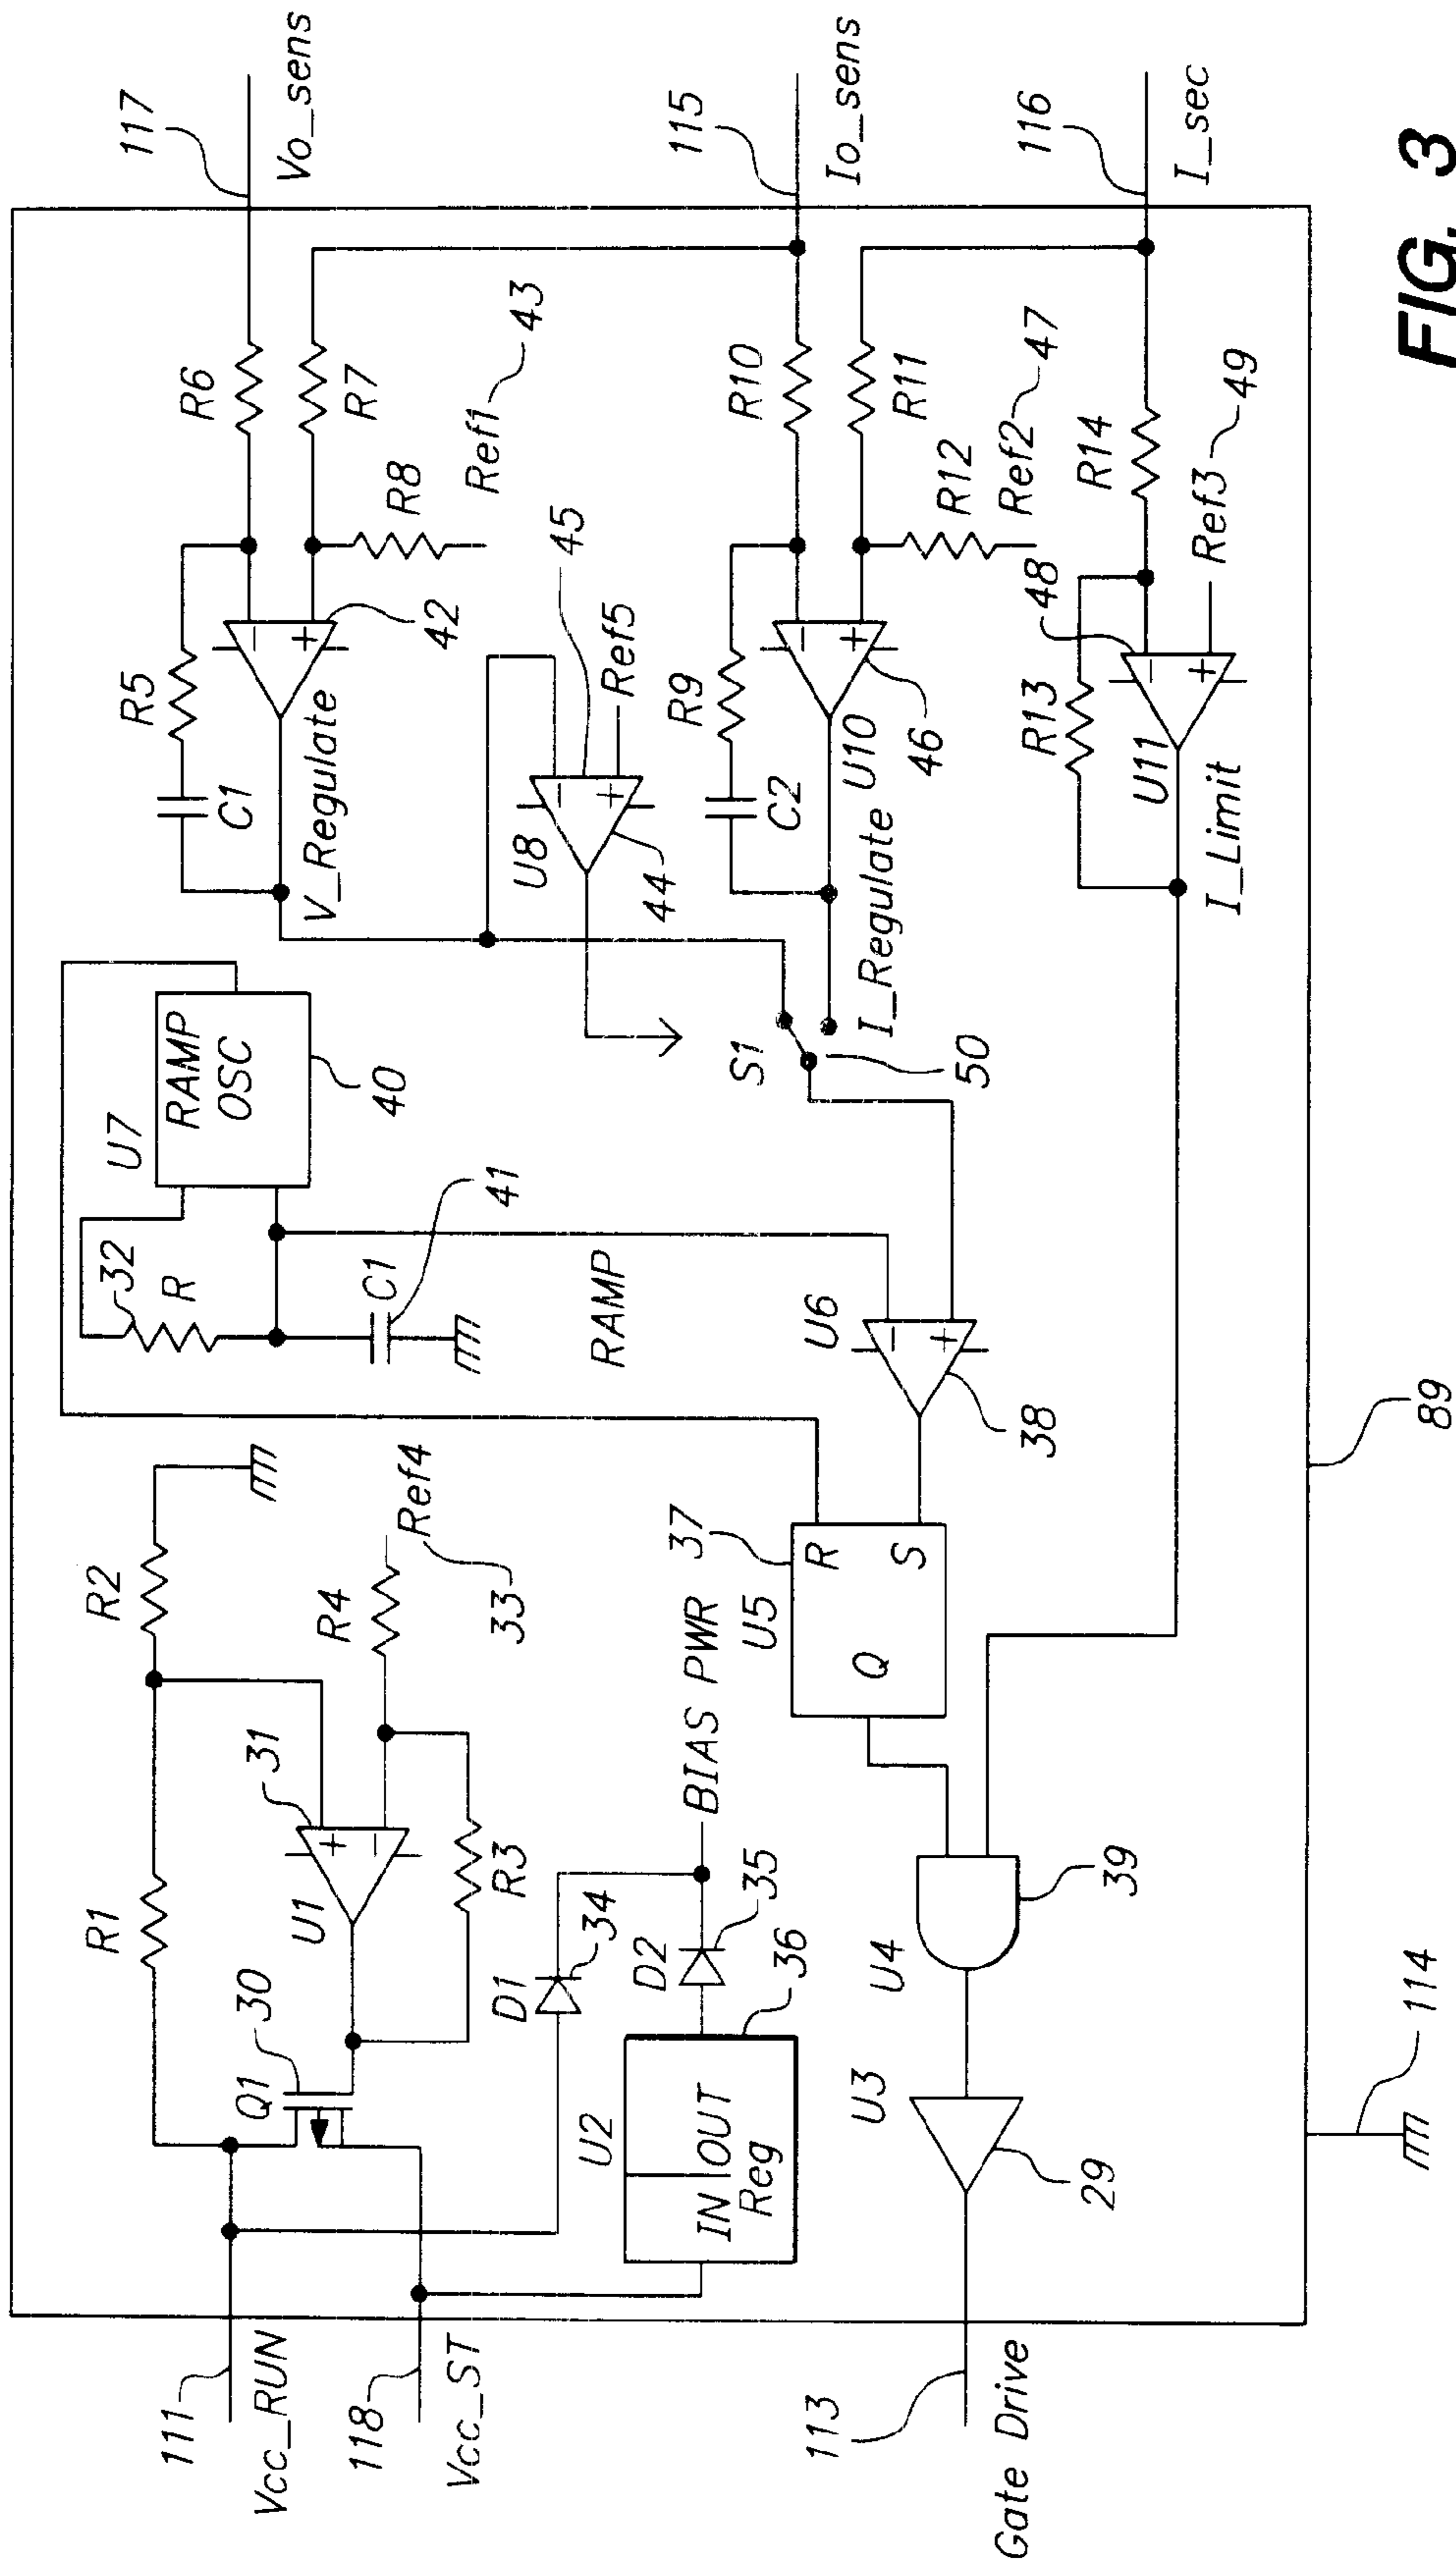 111
Vcc_RUN
118
Vcc_ST
113
Gate Drive
114
89
R1
R2
Q1
30
U1
31
+
−
R3
R4
Ref4
33
D1
34
D2
35
36
U2
IN
OUT
Reg
BIAS PWR
U3
29
U4
39
37
U5
Q
R
S
U6
−
+
38
RAMP
32
R
C1
41
U7
RAMP
OSC
40
S1
50
V_Regulate
C1
R5
−
+
42
R6
R7
R8
Ref1
43
U8
44
−
+
45
Ref5
I_Regulate
C2
R9
U10
46
−
+
R10
R11
R12
Ref2
47
I_Limit
U11
R13
48
−
+
R14
Ref3
49
117
Vo_sens
115
Io_sens
116
I_sec
FIG. 3